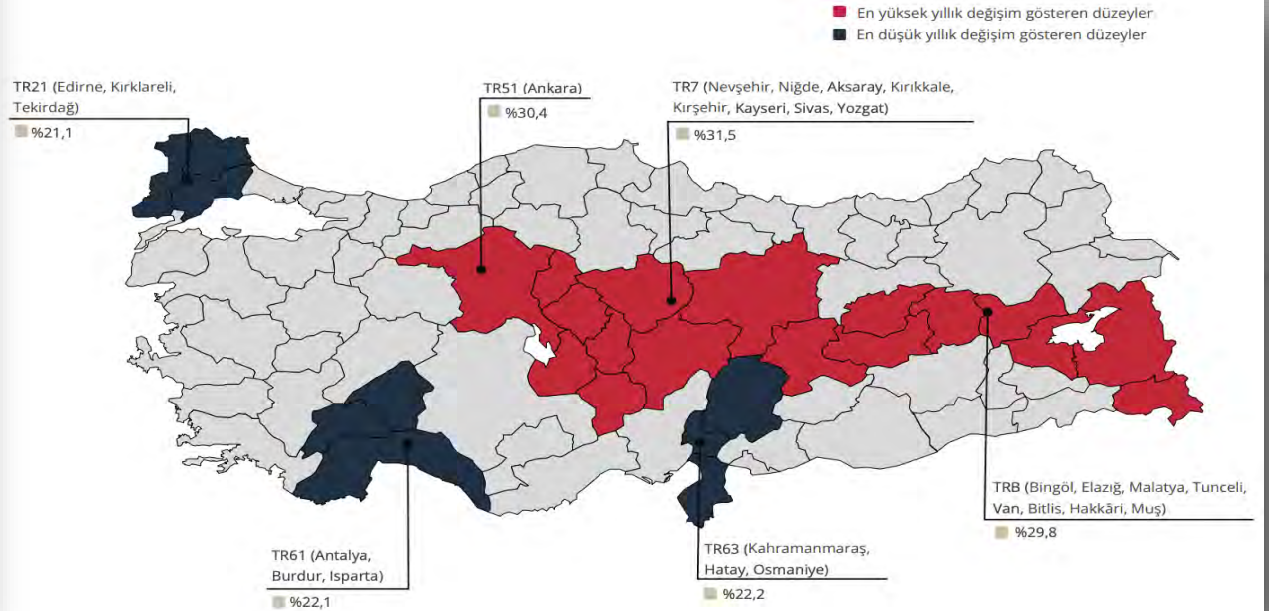 En yüksek yıllık değişim gösteren düzeyler
En düşük yıllık değişim gösteren düzeyler
TR21 (Edirne, Kırklareli,
Tekirdağ)
%21,1
TR51 (Ankara)
%30,4
TR7 (Nevşehir, Niğde, Aksaray, Kırıkkale,
Kırşehir, Kayseri, Sivas, Yozgat)
%31,5
TR8 (Bingöl, Elazığ, Malatya, Tunceli,
Van, Bitlis, Hakkâri, Muş)
%29,8
TR63 (Kahramanmaraş,
Hatay, Osmaniye)
%22,2
TR61 (Antalya,
Burdur, Isparta)
%22,1